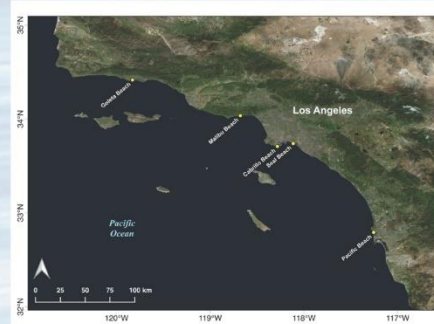 35°N
34°N
33°N
32°N
Goleta Beach
Malibu Beach
Los Angeles
Cabrillo Beach
Seal Beach
Pacific Beach
Pacific
Ocean
0 25 50 75 100 km
120°W
119°W
118°W
117°W